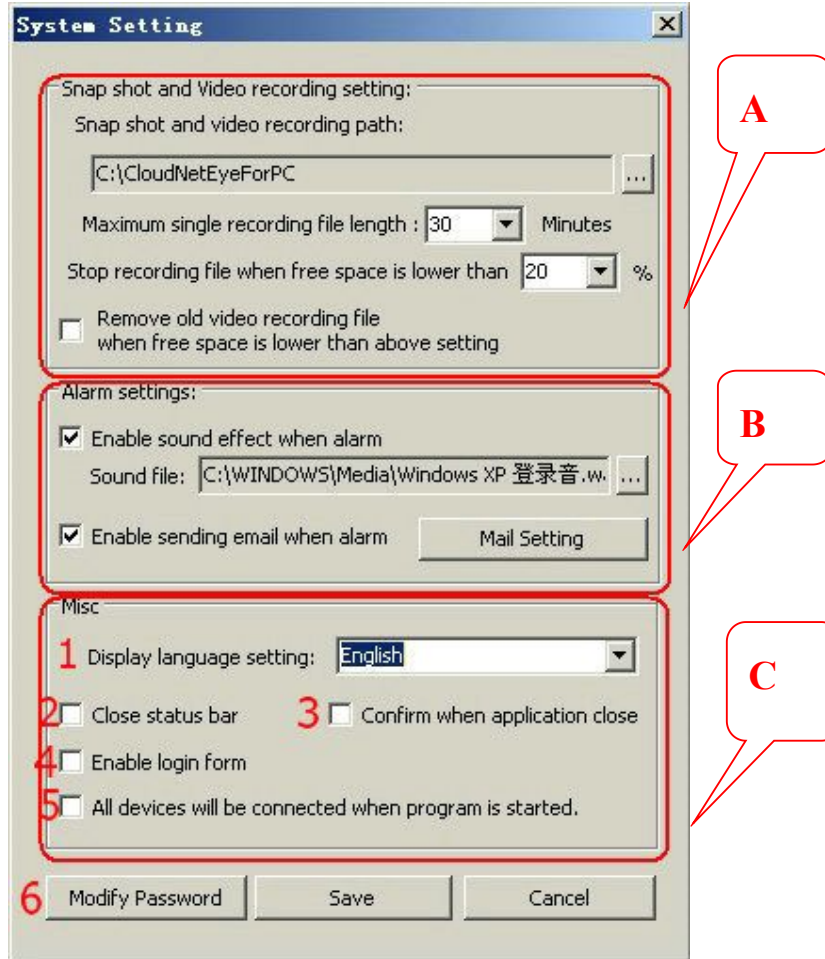 System Setting
Snap shot and Video recording setting:
A
Snap shot and video recording path:
C:\CloudNetEyeForPC
...
Maximum single recording file length : 30 Minutes
Stop recording file when free space is lower than 20 %
Remove old video recording file
when free space is lower than above setting
Alarm settings:
B
Enable sound effect when alarm
Sound file: C:\WINDOWS\Media\Windows XP 登录音.w ...
Enable sending email when alarm Mail Setting
Misc
1 Display language setting: English
C
2 Close status bar 3 Confirm when application close
4 Enable login form
5 All devices will be connected when program is started.
6 Modify Password Save Cancel